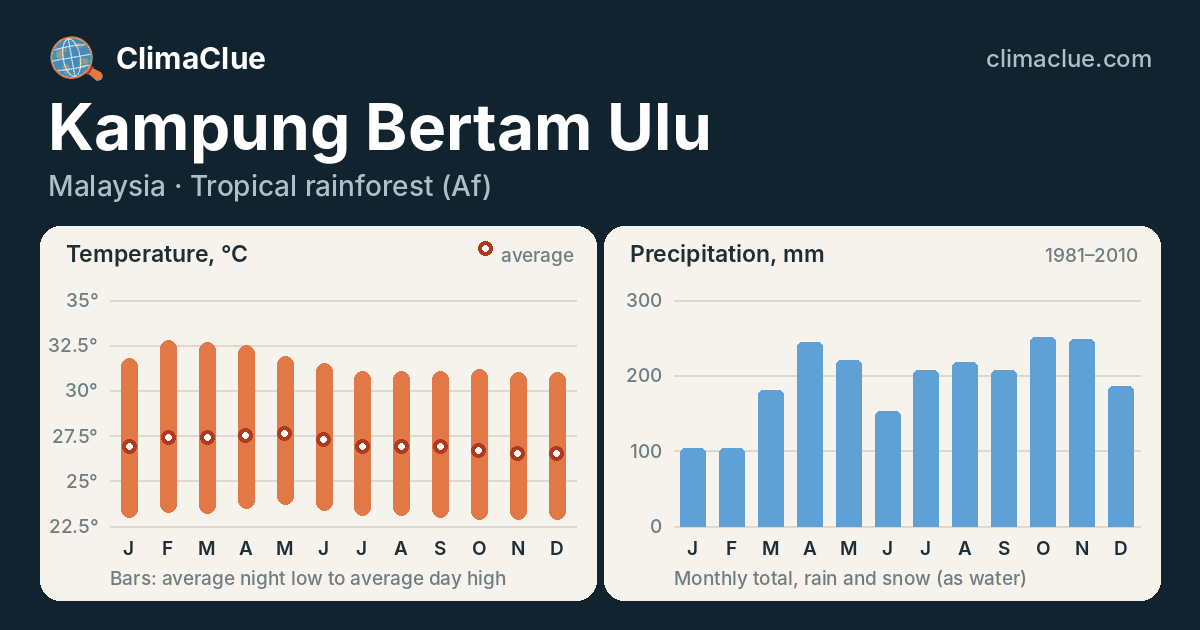 ClimaClue
climaclue.com
Kampung Bertam Ulu
Malaysia · Tropical rainforest (Af)
Temperature, °C
average
35°
32.5°
30°
27.5°
25°
22.5°
J F M A M J J A S O N D
Bars: average night low to average day high
Precipitation, mm
1981–2010
300
200
100
0
J F M A M J J A S O N D
Monthly total, rain and snow (as water)